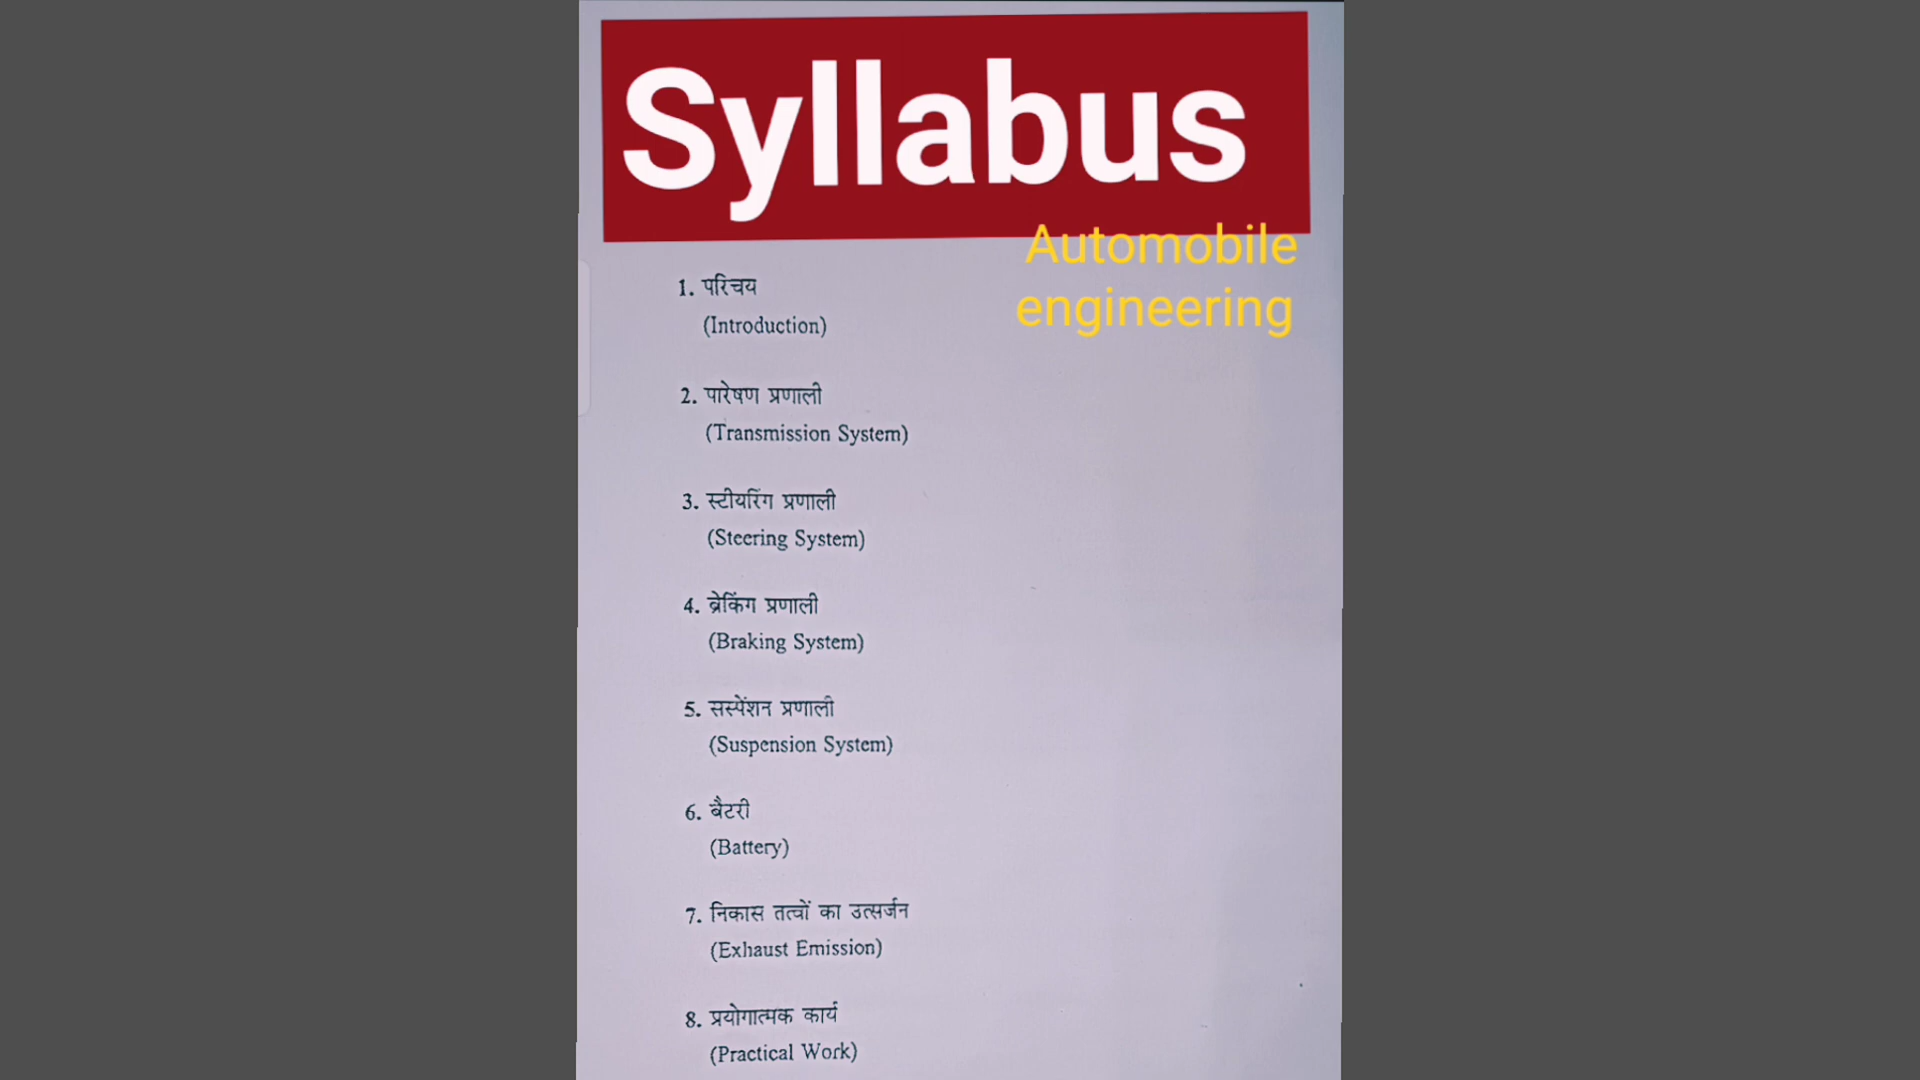 Syllabus
Automobile
engineering
1. परिचय
(Introduction)
2. पारेषण प्रणाली
(Transmission System)
3. स्टीयरिंग प्रणाली
(Steering System)
4. ब्रेकिंग प्रणाली
(Braking System)
5. सस्पेंशन प्रणाली
(Suspension System)
6. बैटरी
(Battery)
7. निकास तत्वों का उत्सर्जन
(Exhaust Emission)
8. प्रयोगात्मक कार्य
(Practical Work)